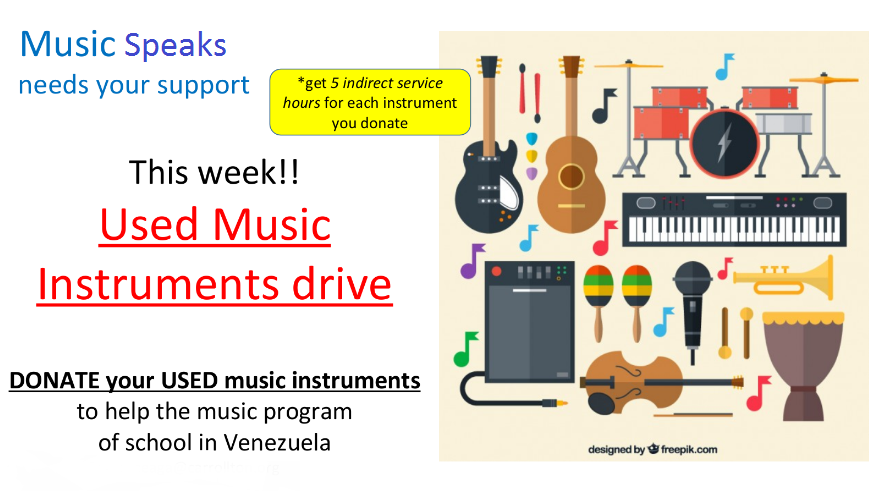 Music Speaks
needs your support
*get 5 indirect service
hours for each instrument
you donate
This week!!
Used Music
Instruments drive
DONATE your USED music instruments
to help the music program
of school in Venezuela
designed by freepik.com